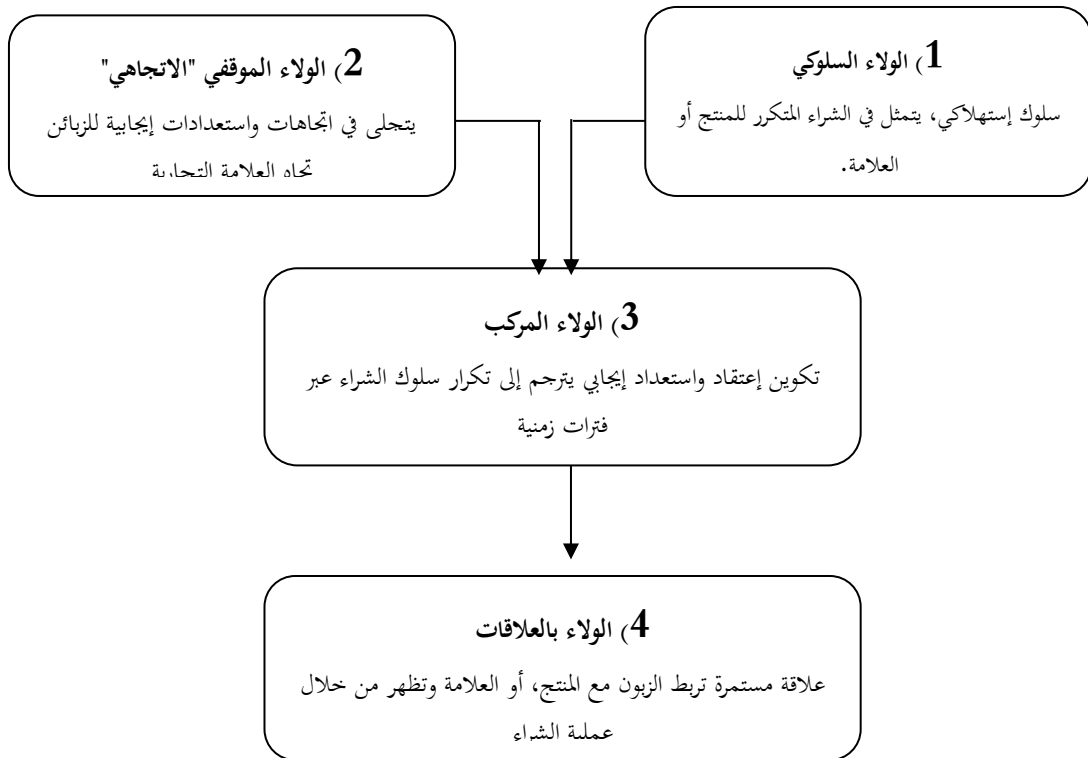 1) الولاء السلوكي
سلوك إستهلاكي، يتمثل في الشراء المتكرر للمنتج أو
العلامة.
2) الولاء الموقفي "الاتجاهي"
يتجلى في اتجاهات واستعدادات إيجابية للزبائن
تجاه العلامة التجارية
3) الولاء المركب
تكوين إعتقاد واستعداد إيجابي يترجم إلى تكرار سلوك الشراء عبر
فترات زمنية
4) الولاء بالعلاقات
علاقة مستمرة تربط الزبون مع المنتج، أو العلامة وتظهر من خلال
عملية الشراء